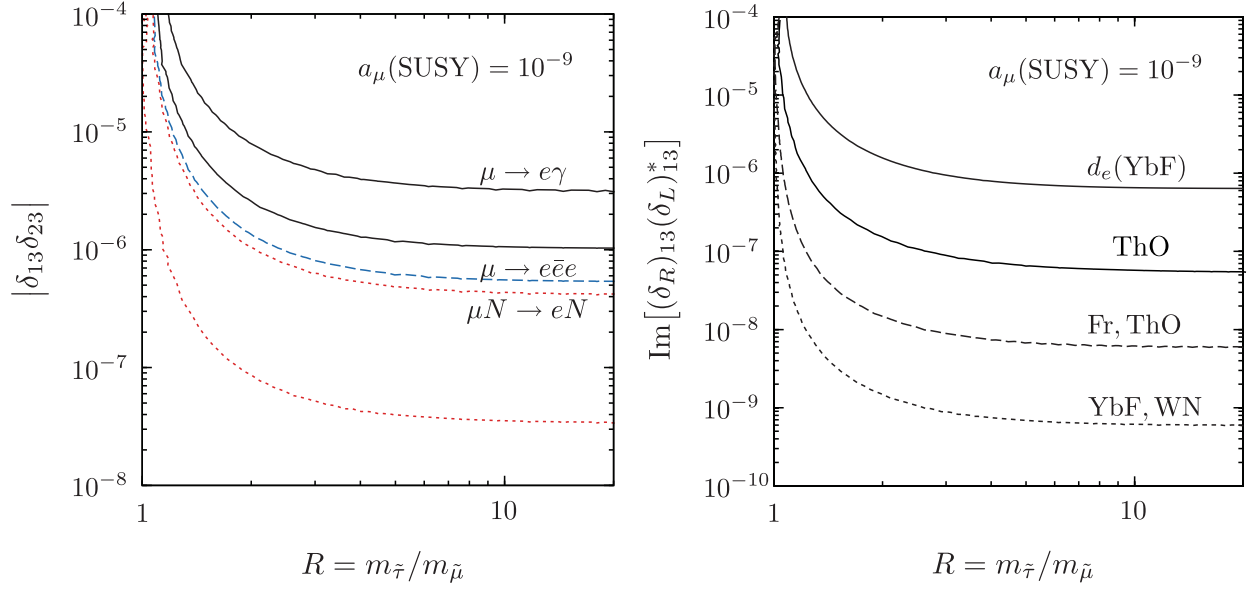 10⁻⁴
10⁻⁵
10⁻⁶
10⁻⁷
10⁻⁸
|δ₁₃δ₂₃|
a_μ(SUSY) = 10⁻⁹
μ → eγ
μ → eēe
μN → eN
1
10
R = m_τ̃/m_μ̃
10⁻⁴
10⁻⁵
10⁻⁶
10⁻⁷
10⁻⁸
10⁻⁹
10⁻¹⁰
Im[(δ_R)₁₃(δ_L)*₁₃]
a_μ(SUSY) = 10⁻⁹
d_e(YbF)
ThO
Fr, ThO
YbF, WN
1
10
R = m_τ̃/m_μ̃